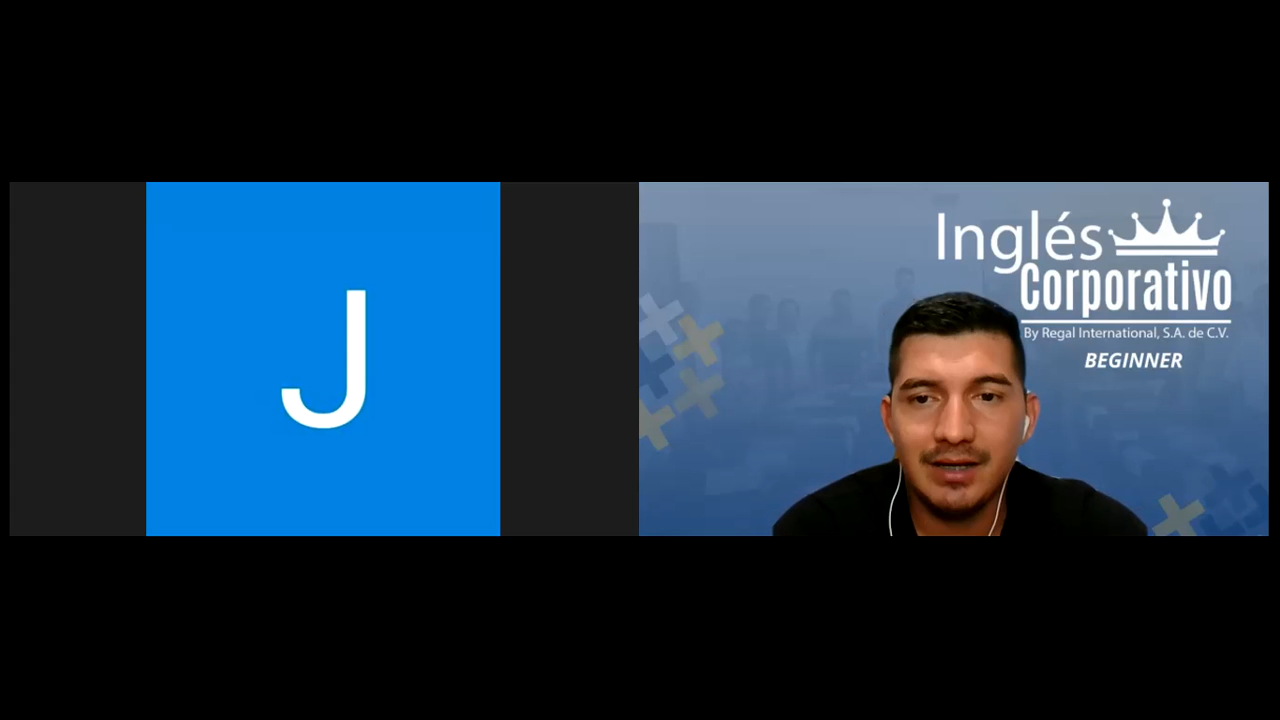 J
Inglés
Corporativo
By Regal International, S.A. de C.V.
BEGINNER